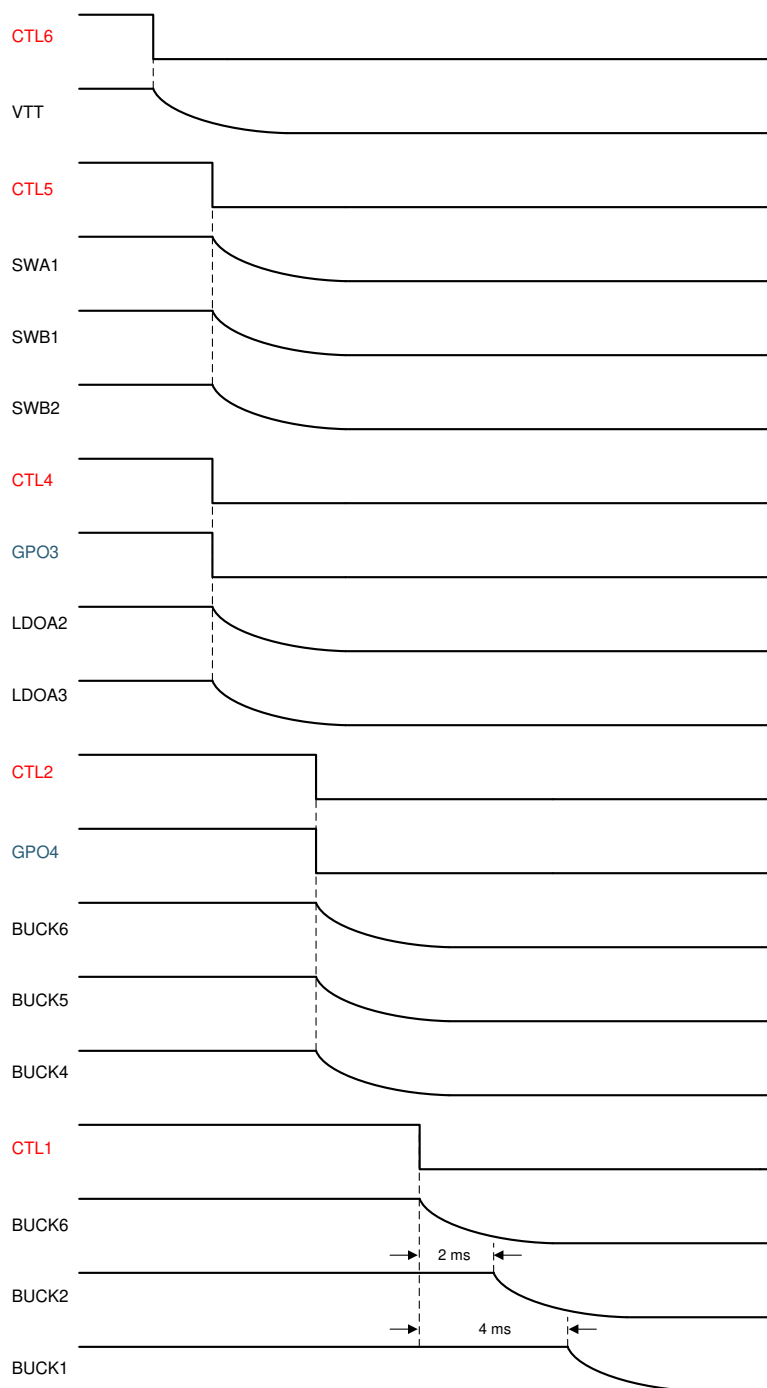 CTL6
VTT
CTL5
SWA1
SWB1
SWB2
CTL4
GPO3
LDOA2
LDOA3
CTL2
GPO4
BUCK6
BUCK5
BUCK4
CTL1
BUCK6
2 ms
BUCK2
4 ms
BUCK1